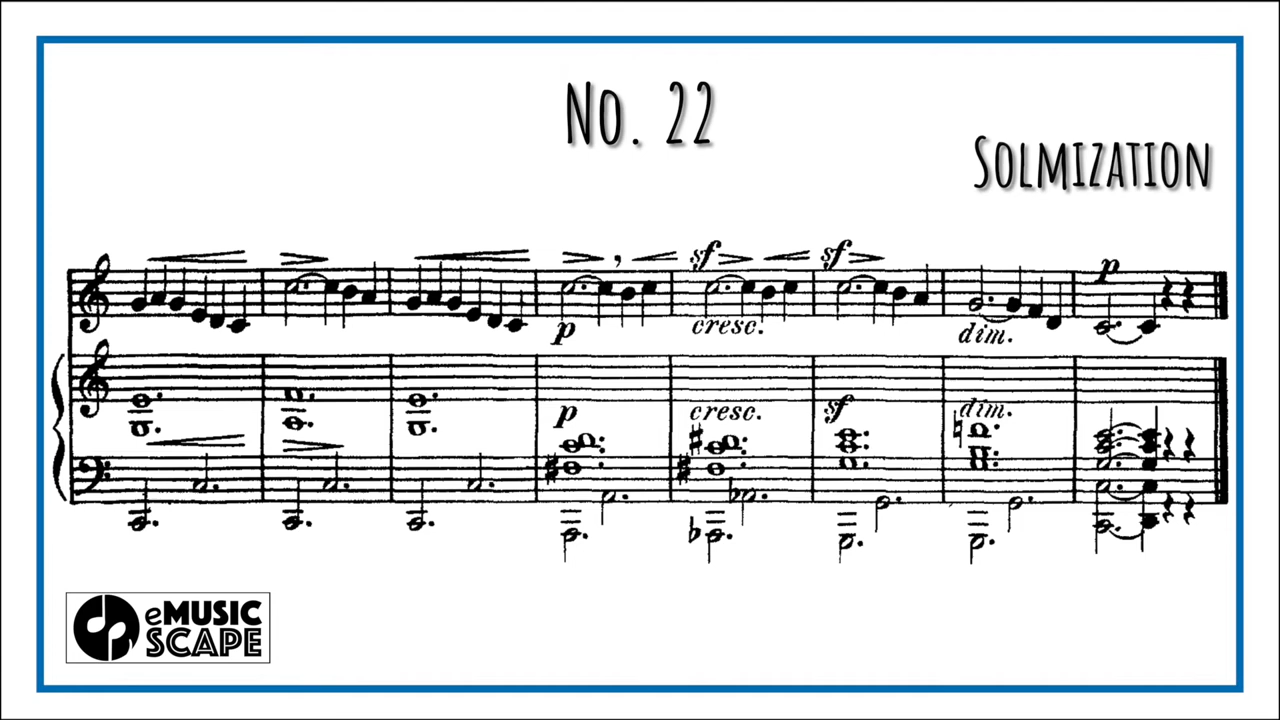 No. 22
SOLMIZATION
sf sf p
p cresc. dim.
p cresc. sf dim.
eMUSIC
SCAPE